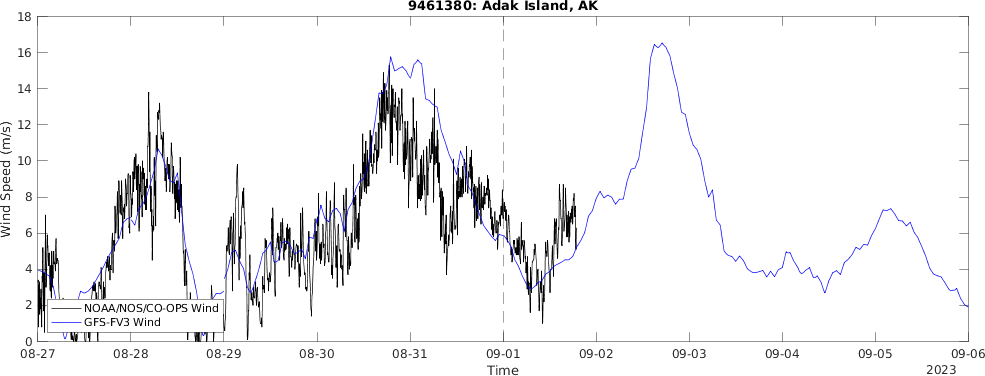 9461380: Adak Island, AK
Wind Speed (m/s)
18
16
14
12
10
8
6
4
2
0
NOAA/NOS/CO-OPS Wind
GFS-FV3 Wind
08-27 08-28 08-29 08-30 08-31 09-01 09-02 09-03 09-04 09-05 09-06
Time
2023